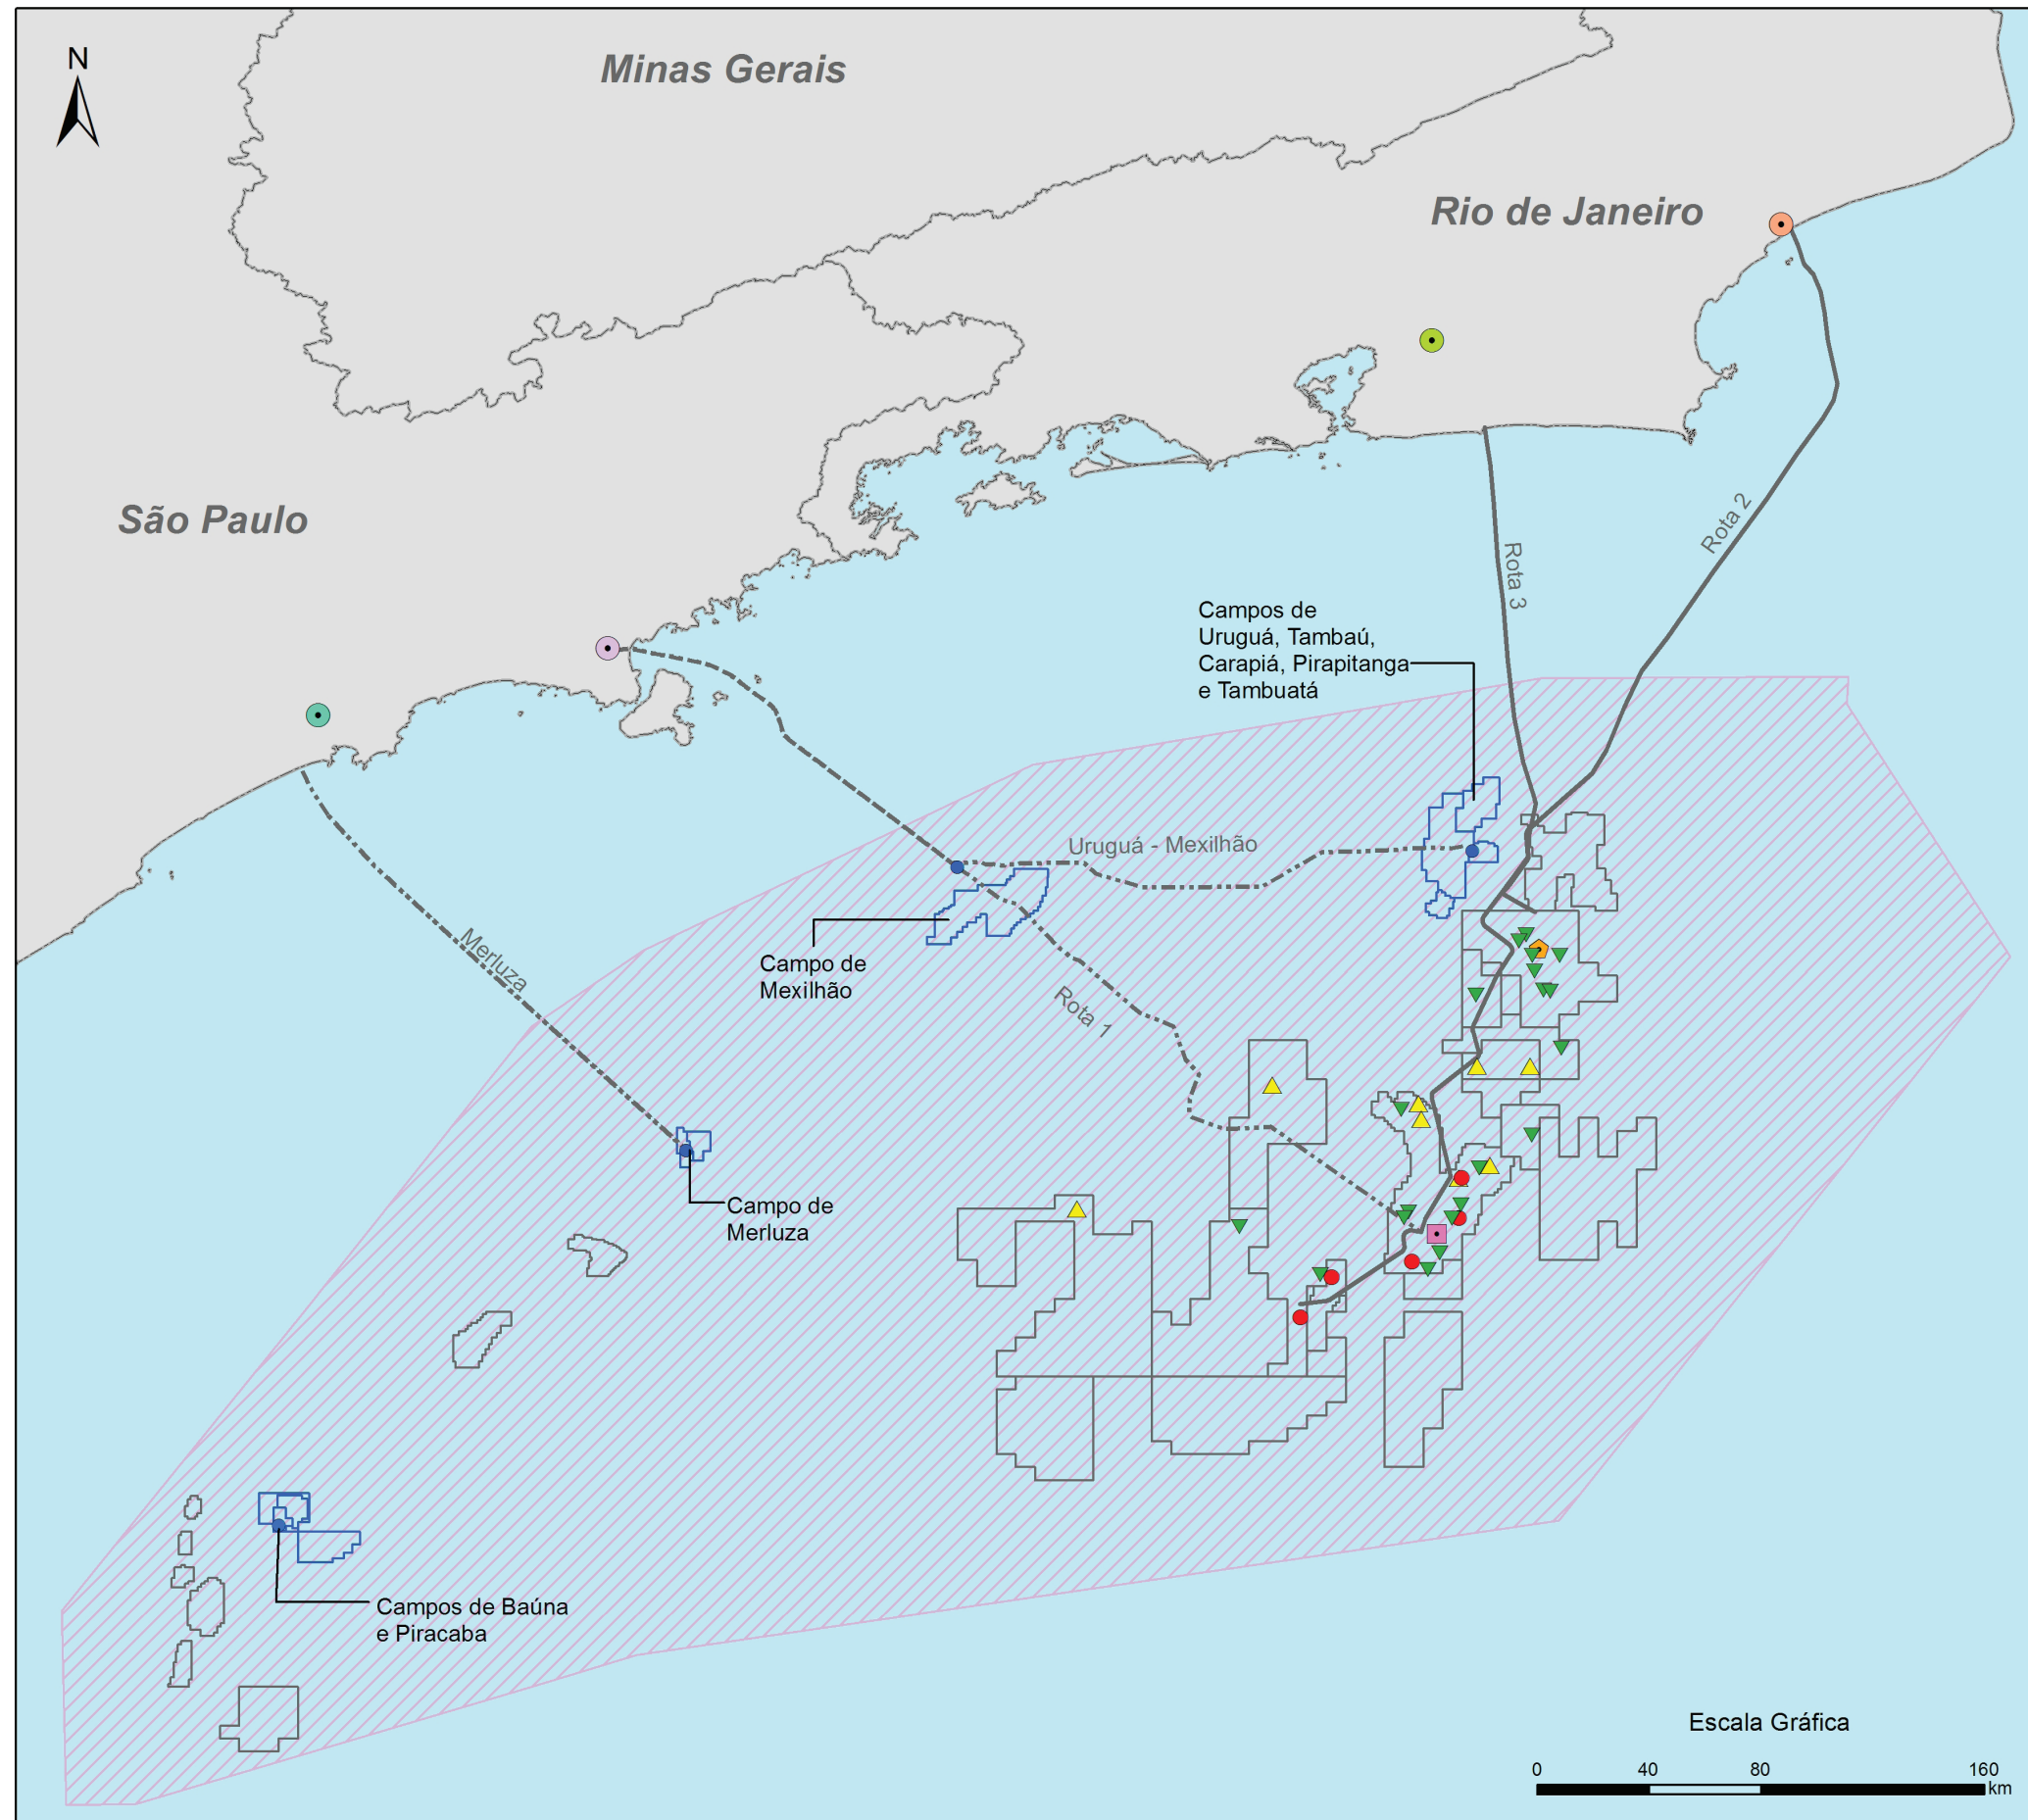 N
Minas Gerais
Rio de Janeiro
São Paulo
Rota 2
Rota 3
Campos de
Uruguá, Tambaú,
Carapiá, Pirapitanga
e Tambuatá
Uruguá - Mexilhão
Merluza
Campo de
Mexilhão
Rota 1
Campo de
Merluza
Campos de Baúna
e Piracaba
Escala Gráfica
0 40 80 160
km